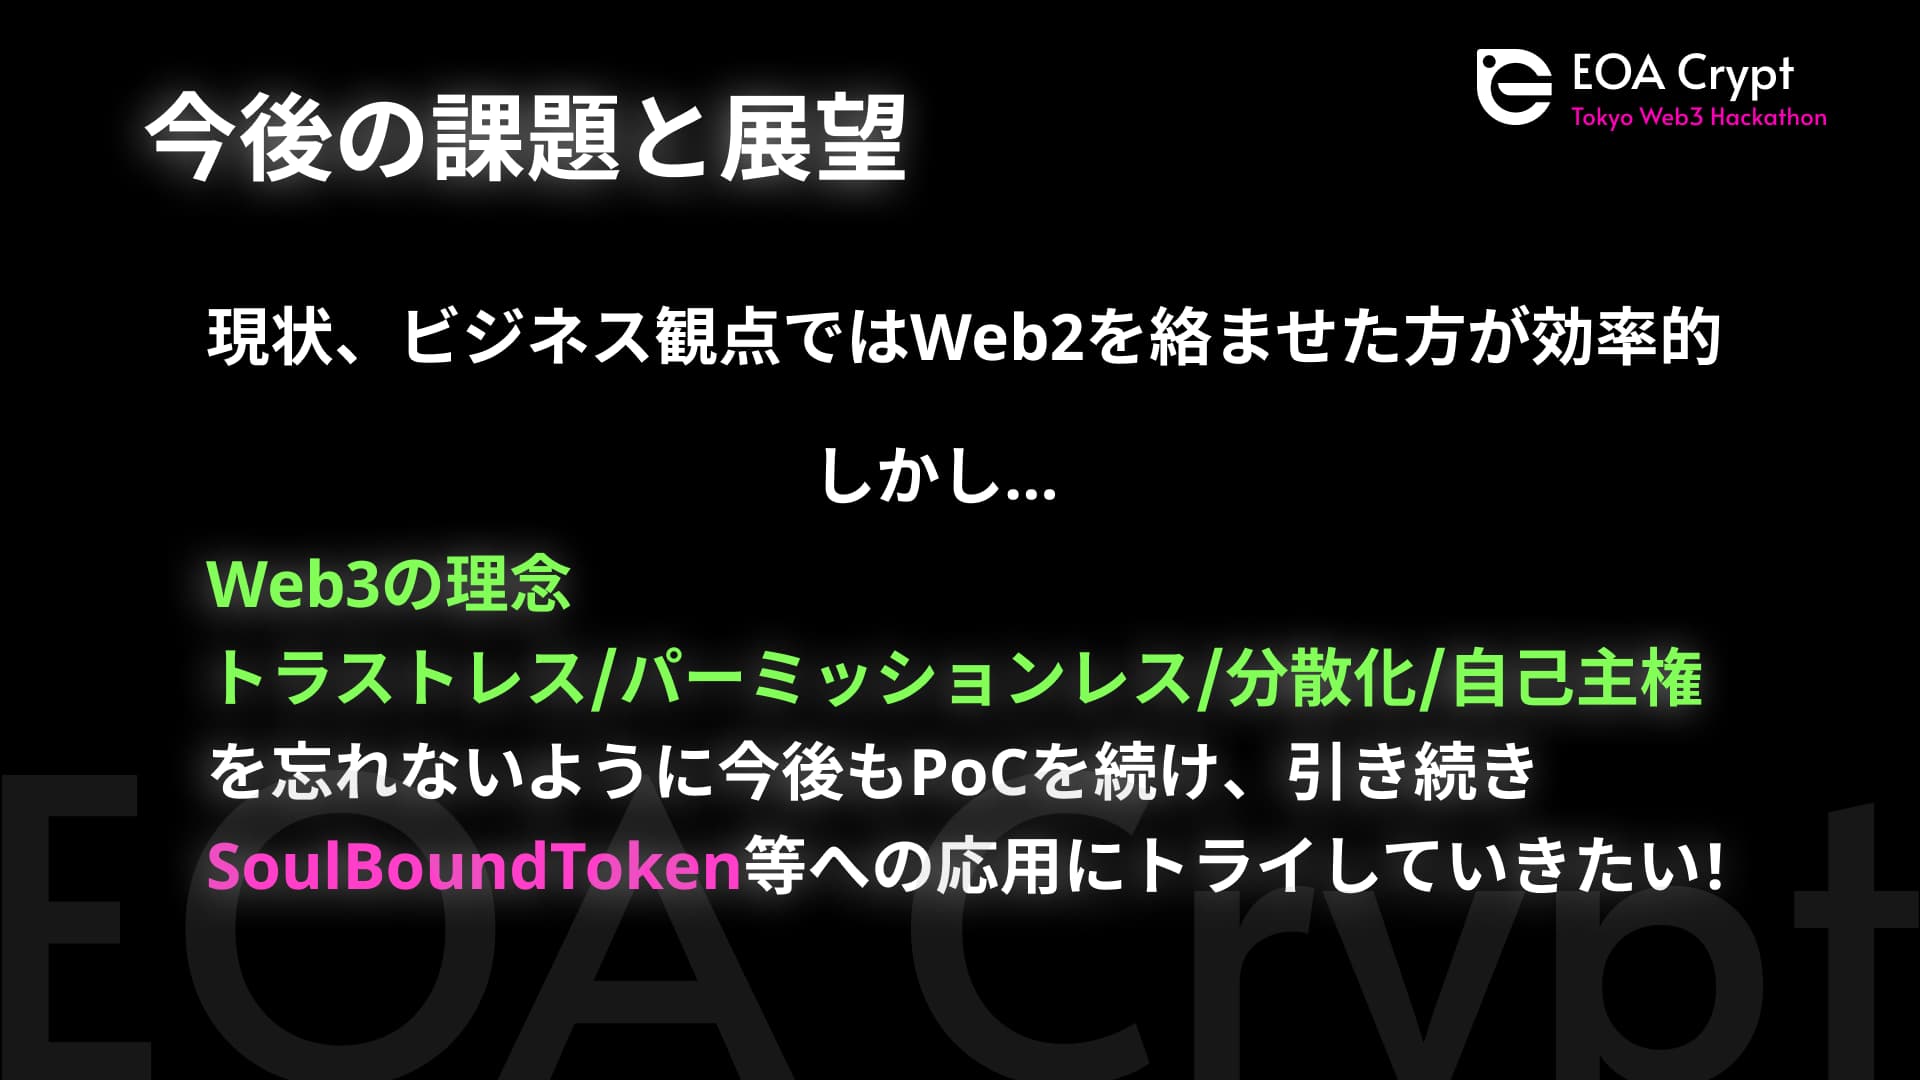 今後の課題と展望
EOA Crypt
Tokyo Web3 Hackathon
現状、ビジネス観点ではWeb2を絡ませた方が効率的
しかし...
Web3の理念
トラストレス/パーミッションレス/分散化/自己主権
を忘れないように今後もPoCを続け、引き続き
SoulBoundToken等への応用にトライしていきたい!
EOA Crypt